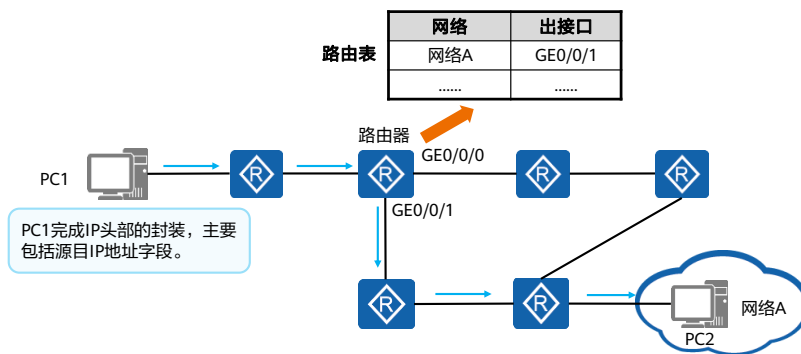 网络 出接口
路由表 网络A GE0/0/1
...... ......
路由器
GE0/0/0
PC1
R R R R
GE0/0/1
PC1完成IP头部的封装，主要
包括源目IP地址字段。
R R
网络A
PC2